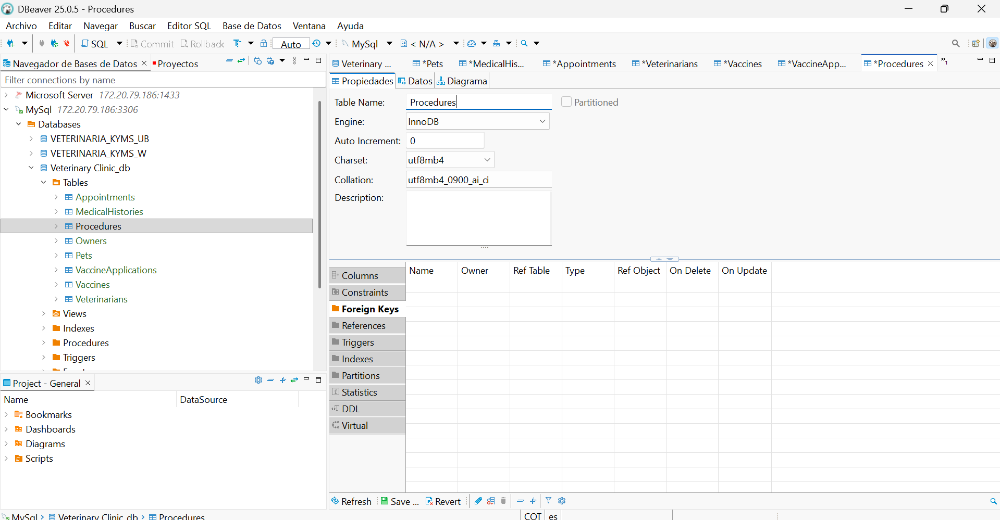 DBeaver 25.0.5 - Procedures
Archivo Editar Navegar Buscar Editor SQL Base de Datos Ventana Ayuda
SQL Commit Rollback Auto MySql < N/A >
Navegador de Bases de Datos Proyectos
Filter connections by name
Microsoft Server 172.20.79.186:1433
MySql 172.20.79.186:3306
Databases
VETERINARIA_KYMS_UB
VETERINARIA_KYMS_W
Veterinary Clinic_db
Tables
Appointments
MedicalHistories
Procedures
Owners
Pets
VaccineApplications
Vaccines
Veterinarians
Views
Indexes
Procedures
Triggers
Project - General
Name DataSource
Bookmarks
Dashboards
Diagrams
Scripts
Veterinary ... *Pets *MedicalHis... *Appointments *Veterinarians *Vaccines *VaccineApp... *Procedures »1
Propiedades Datos Diagrama
Table Name: Procedures Partitioned
Engine: InnoDB
Auto Increment: 0
Charset: utf8mb4
Collation: utf8mb4_0900_ai_ci
Description:
Columns
Constraints
Foreign Keys
References
Triggers
Indexes
Partitions
Statistics
DDL
Virtual
Name Owner Ref Table Type Ref Object On Delete On Update
Refresh Save ... Revert
MySql Veterinary Clinic_db Procedures
COT es